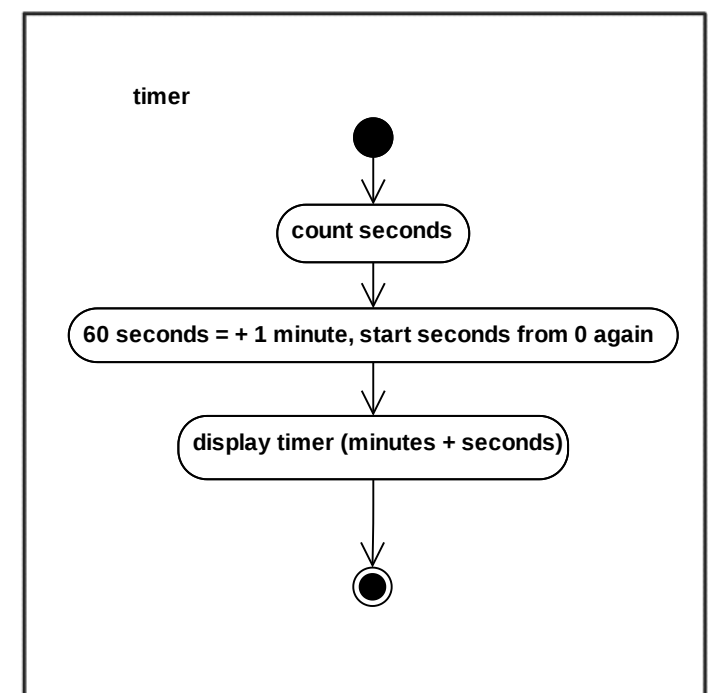 timer
count seconds
60 seconds = + 1 minute, start seconds from 0 again
display timer (minutes + seconds)